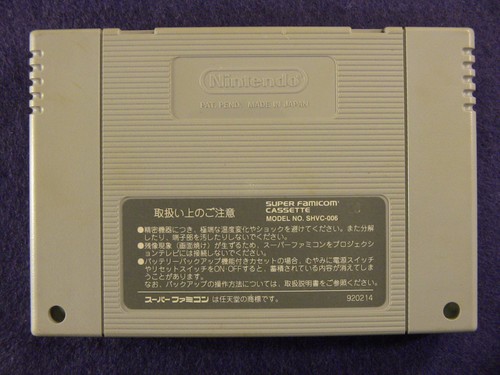 Nintendo
PAT. PEND. MADE IN JAPAN
SUPER FAMICOM
CASSETTE
MODEL NO. SHVC-006
取扱い上のご注意
●精密機器につき、極端な温度変化やショックを避けてください。また分解
したり、端子部を汚したりしないでください。
●残像現象(画面焼け)が生ずるため、スーパーファミコンをプロジェクシ
ョンテレビには接続しないでください。
●バッテリーバックアップ機能付きカセットの場合、むやみに電源スイッチ
やリセットスイッチをON・OFFすると、蓄積されている内容が消えてしま
うことがあります。
なお、バックアップの操作方法については、取扱説明書をご参照ください。
スーパーファミコンは任天堂の商標です。
920214